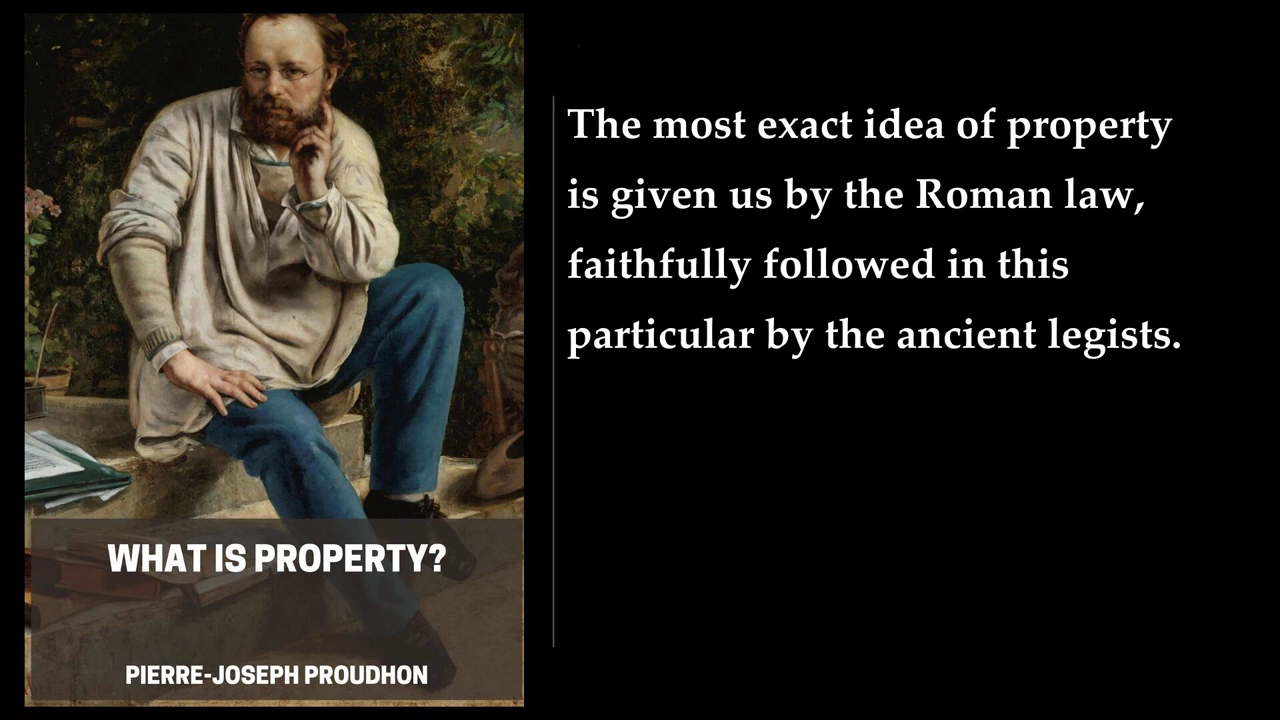 The most exact idea of property
is given us by the Roman law,
faithfully followed in this
particular by the ancient legists.
WHAT IS PROPERTY?
PIERRE-JOSEPH PROUDHON